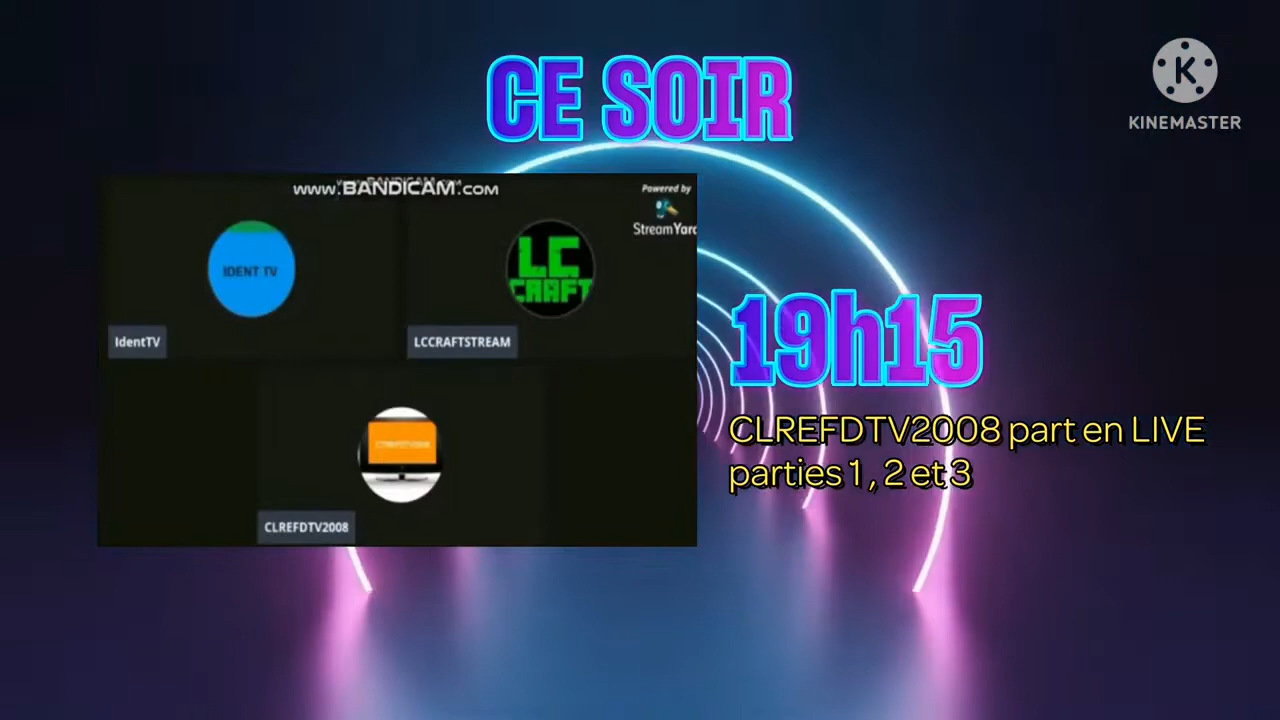 CE SOIR
KINEMASTER
www.BANDICAM.com
Powered by
StreamYard
IDENT TV
LC
CRAFT
IdentTV
LCCRAFTSTREAM
CLREFDTV2008
19h15
CLREFDTV2008 part en LIVE
parties 1 , 2 et 3